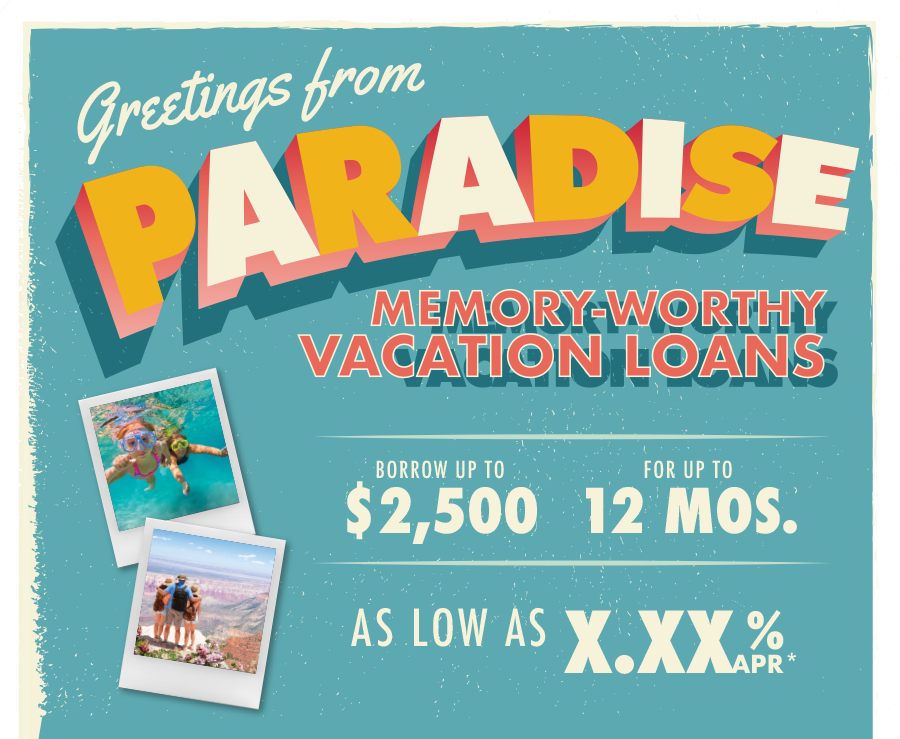 Greetings from
PARADISE
MEMORY-WORTHY
VACATION LOANS
BORROW UP TO
$2,500
FOR UP TO
12 MOS.
AS LOW AS X.XX% APR*